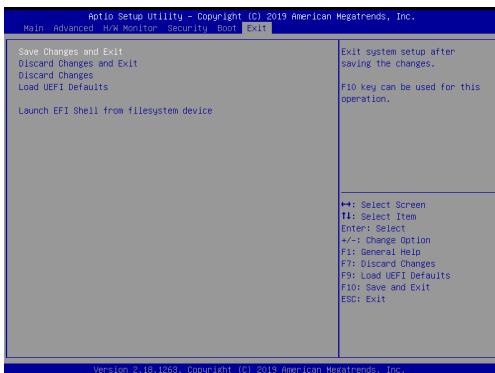 Aptio Setup Utility – Copyright (C) 2019 American Megatrends, Inc.
Main Advanced H/W Monitor Security Boot Exit
Save Changes and Exit
Discard Changes and Exit
Discard Changes
Load UEFI Defaults
Launch EFI Shell from filesystem device
Exit system setup after
saving the changes.
F10 key can be used for this
operation.
↔: Select Screen
↑↓: Select Item
Enter: Select
+/-: Change Option
F1: General Help
F7: Discard Changes
F9: Load UEFI Defaults
F10: Save and Exit
ESC: Exit
Version 2.18.1263. Copyright (C) 2019 American Megatrends, Inc.